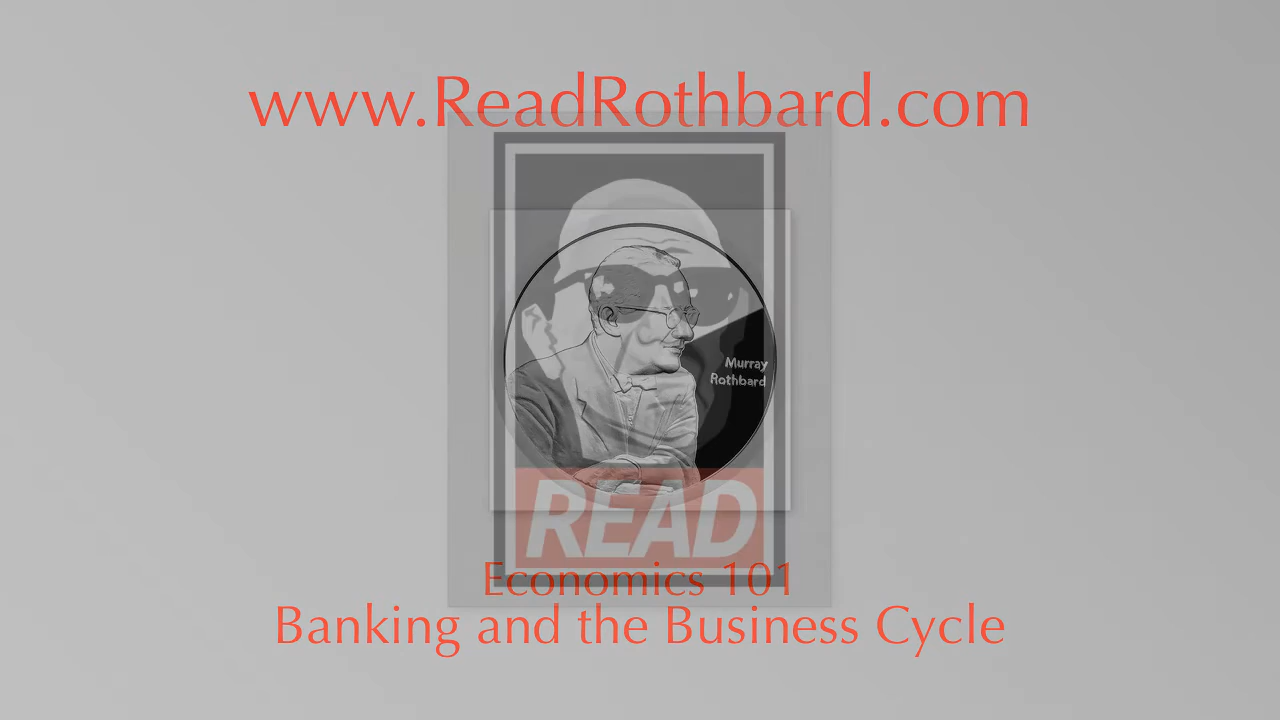 www.ReadRothbard.com
Murray
Rothbard
READ
Economics 101
Banking and the Business Cycle